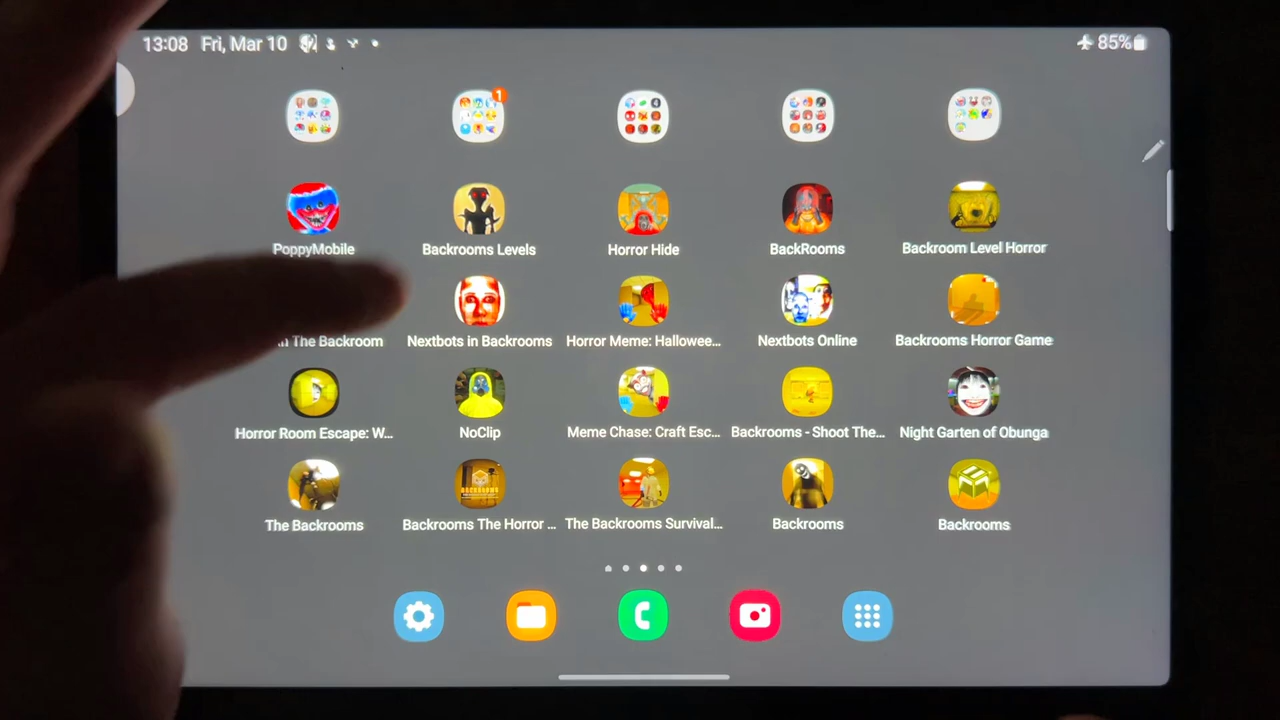 13:08 Fri, Mar 10
85%
1
PoppyMobile
Backrooms Levels
Horror Hide
BackRooms
Backroom Level Horror
The Backroom
Nextbots in Backrooms
Horror Meme: Hallowee...
Nextbots Online
Backrooms Horror Game
Horror Room Escape: W...
NoClip
Meme Chase: Craft Esc...
Backrooms - Shoot The...
Night Garten of Obunga
BACKROOMS
The Backrooms
Backrooms The Horror ...
The Backrooms Survival...
Backrooms
Backrooms